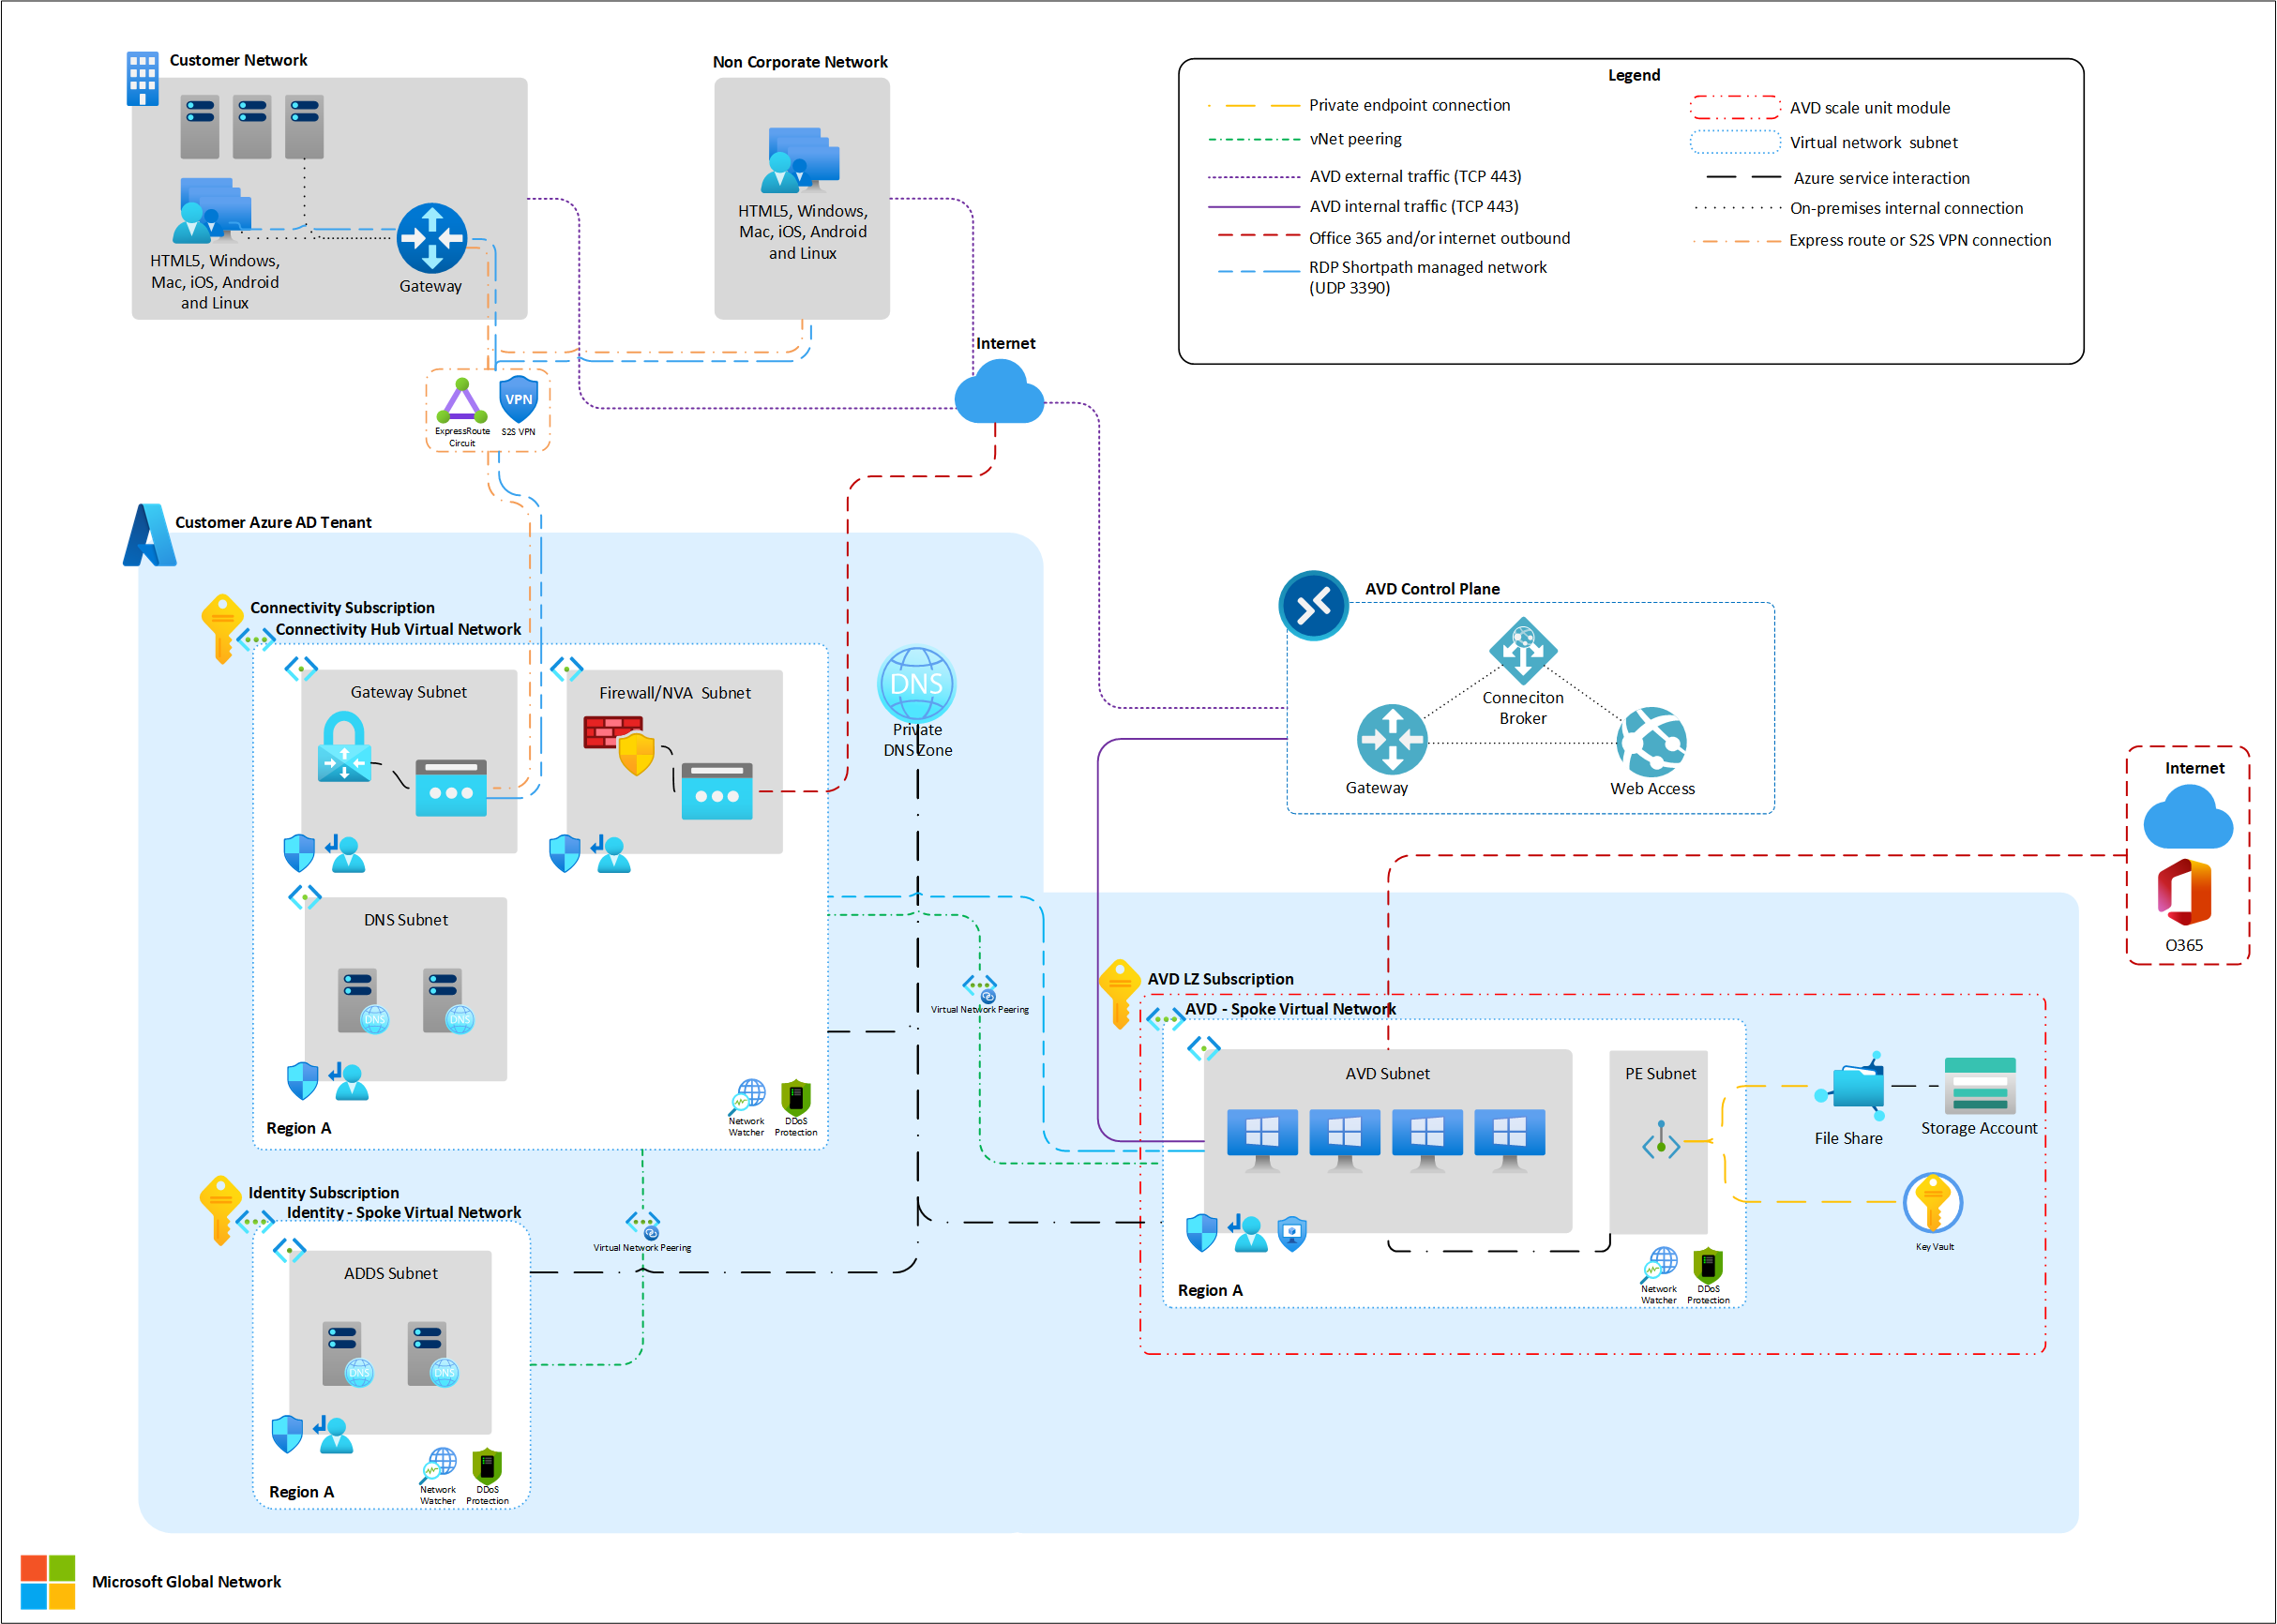 Customer Network
HTML5, Windows,
Mac, iOS, Android
and Linux
Gateway
Non Corporate Network
HTML5, Windows,
Mac, iOS, Android
and Linux
Legend
Private endpoint connection
vNet peering
AVD external traffic (TCP 443)
AVD internal traffic (TCP 443)
Office 365 and/or internet outbound
RDP Shortpath managed network
(UDP 3390)
AVD scale unit module
Virtual network subnet
Azure service interaction
On-premises internal connection
Express route or S2S VPN connection
Internet
VPN
ExpressRoute
Circuit
S2S VPN
Customer Azure AD Tenant
Connectivity Subscription
Connectivity Hub Virtual Network
Gateway Subnet
Firewall/NVA Subnet
DNS
Private
DNS Zone
DNS Subnet
DNS
DNS
Region A
Network
Watcher
DDoS
Protection
AVD Control Plane
Conneciton
Broker
Gateway
Web Access
Internet
O365
Virtual Network Peering
Identity Subscription
Identity - Spoke Virtual Network
ADDS Subnet
DNS
DNS
Region A
Network
Watcher
DDoS
Protection
Virtual Network Peering
AVD LZ Subscription
AVD - Spoke Virtual Network
AVD Subnet
PE Subnet
File Share
Storage Account
Key Vault
Region A
Network
Watcher
DDoS
Protection
Microsoft Global Network